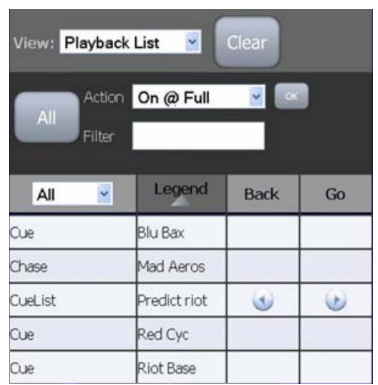 View: Playback List Clear
All Action On @ Full OK
Filter
All Legend Back Go
Cue Blu Bax
Chase Mad Aeros
CueList Predict riot
Cue Red Cyc
Cue Riot Base